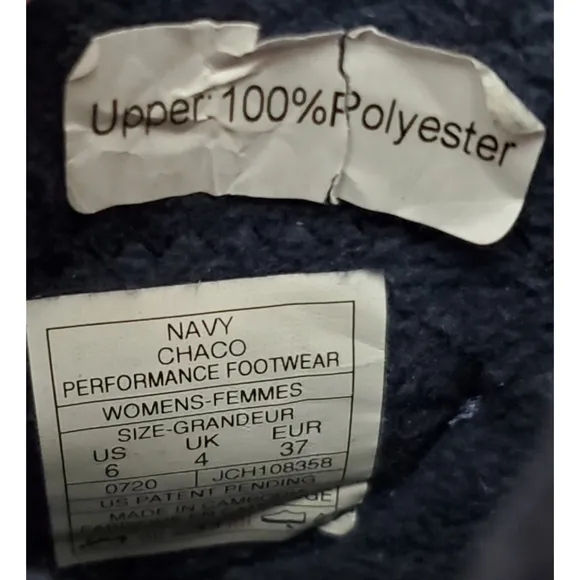 Upper: 100% Polyester
NAVY
CHACO
PERFORMANCE FOOTWEAR
WOMENS-FEMMES
SIZE-GRANDEUR
US UK EUR
6 4 37
0720 JCH108358
US PATENT PENDING
MADE IN CAMBODGE